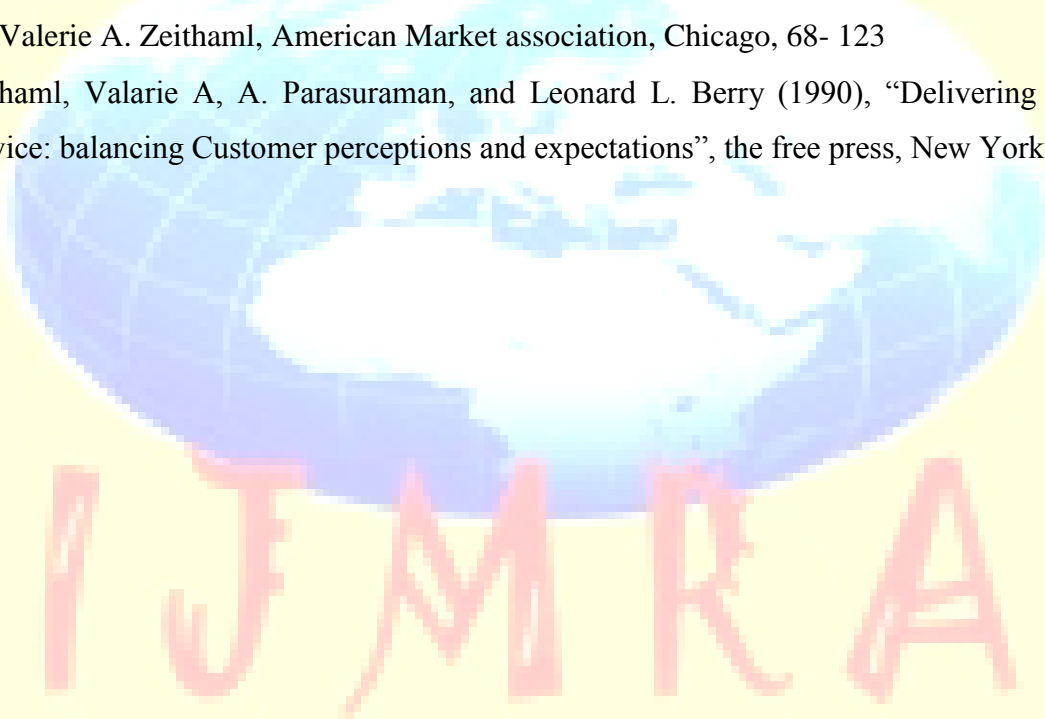 Valerie A. Zeithaml, American Market association, Chicago, 68- 123
haml, Valarie A, A. Parasuraman, and Leonard L. Berry (1990), “Delivering
vice: balancing Customer perceptions and expectations”, the free press, New York
IJMRA